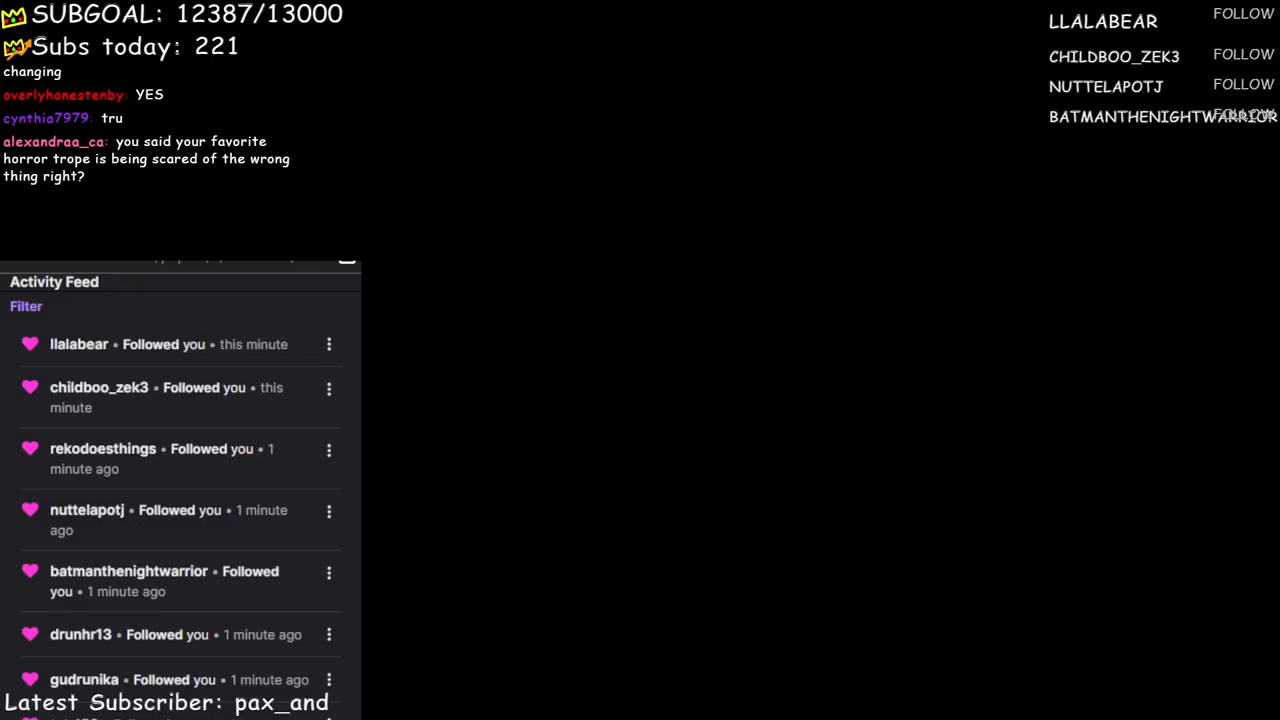 SUBGOAL: 12387/13000
Subs today: 221
changing
overlyhonestenby: YES
cynthia7979: tru
alexandraa_ca: you said your favorite
horror trope is being scared of the wrong
thing right?
LLALABEAR FOLLOW
CHILDBOO_ZEK3 FOLLOW
NUTTELAPOTJ FOLLOW
BATMANTHENIGHTWARRIOR FOLLOW
Activity Feed
Filter
llalabear • Followed you • this minute
childboo_zek3 • Followed you • this
minute
rekodoesthings • Followed you • 1
minute ago
nuttelapotj • Followed you • 1 minute
ago
batmanthenightwarrior • Followed
you • 1 minute ago
drunhr13 • Followed you • 1 minute ago
gudrunika • Followed you • 1 minute ago
Latest Subscriber: pax_and